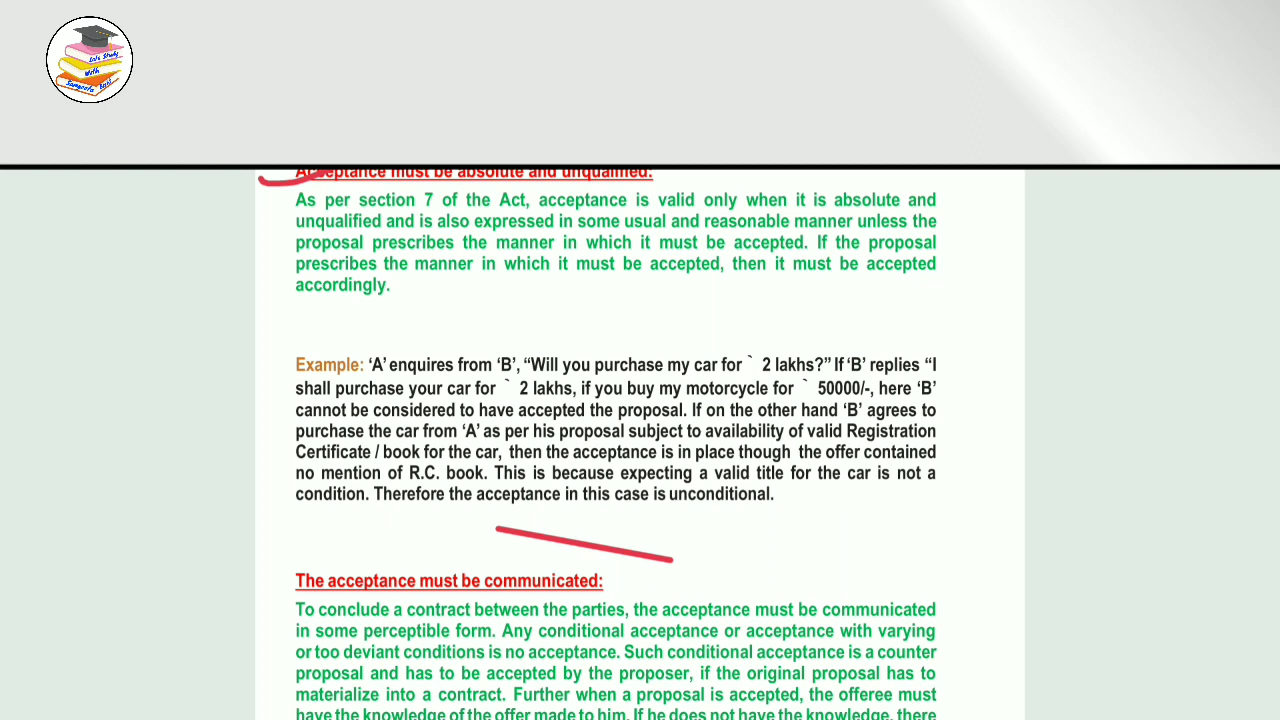 Lets Study
With
Acceptance must be absolute and unqualified:
As per section 7 of the Act, acceptance is valid only when it is absolute and
unqualified and is also expressed in some usual and reasonable manner unless the
proposal prescribes the manner in which it must be accepted. If the proposal
prescribes the manner in which it must be accepted, then it must be accepted
accordingly.
Example: ‘A’ enquires from ‘B’, “Will you purchase my car for ` 2 lakhs?” If ‘B’ replies “I
shall purchase your car for ` 2 lakhs, if you buy my motorcycle for ` 50000/-, here ‘B’
cannot be considered to have accepted the proposal. If on the other hand ‘B’ agrees to
purchase the car from ‘A’ as per his proposal subject to availability of valid Registration
Certificate / book for the car, then the acceptance is in place though the offer contained
no mention of R.C. book. This is because expecting a valid title for the car is not a
condition. Therefore the acceptance in this case is unconditional.
The acceptance must be communicated:
To conclude a contract between the parties, the acceptance must be communicated
in some perceptible form. Any conditional acceptance or acceptance with varying
or too deviant conditions is no acceptance. Such conditional acceptance is a counter
proposal and has to be accepted by the proposer, if the original proposal has to
materialize into a contract. Further when a proposal is accepted, the offeree must
have the knowledge of the offer made to him. If he does not have the knowledge, there